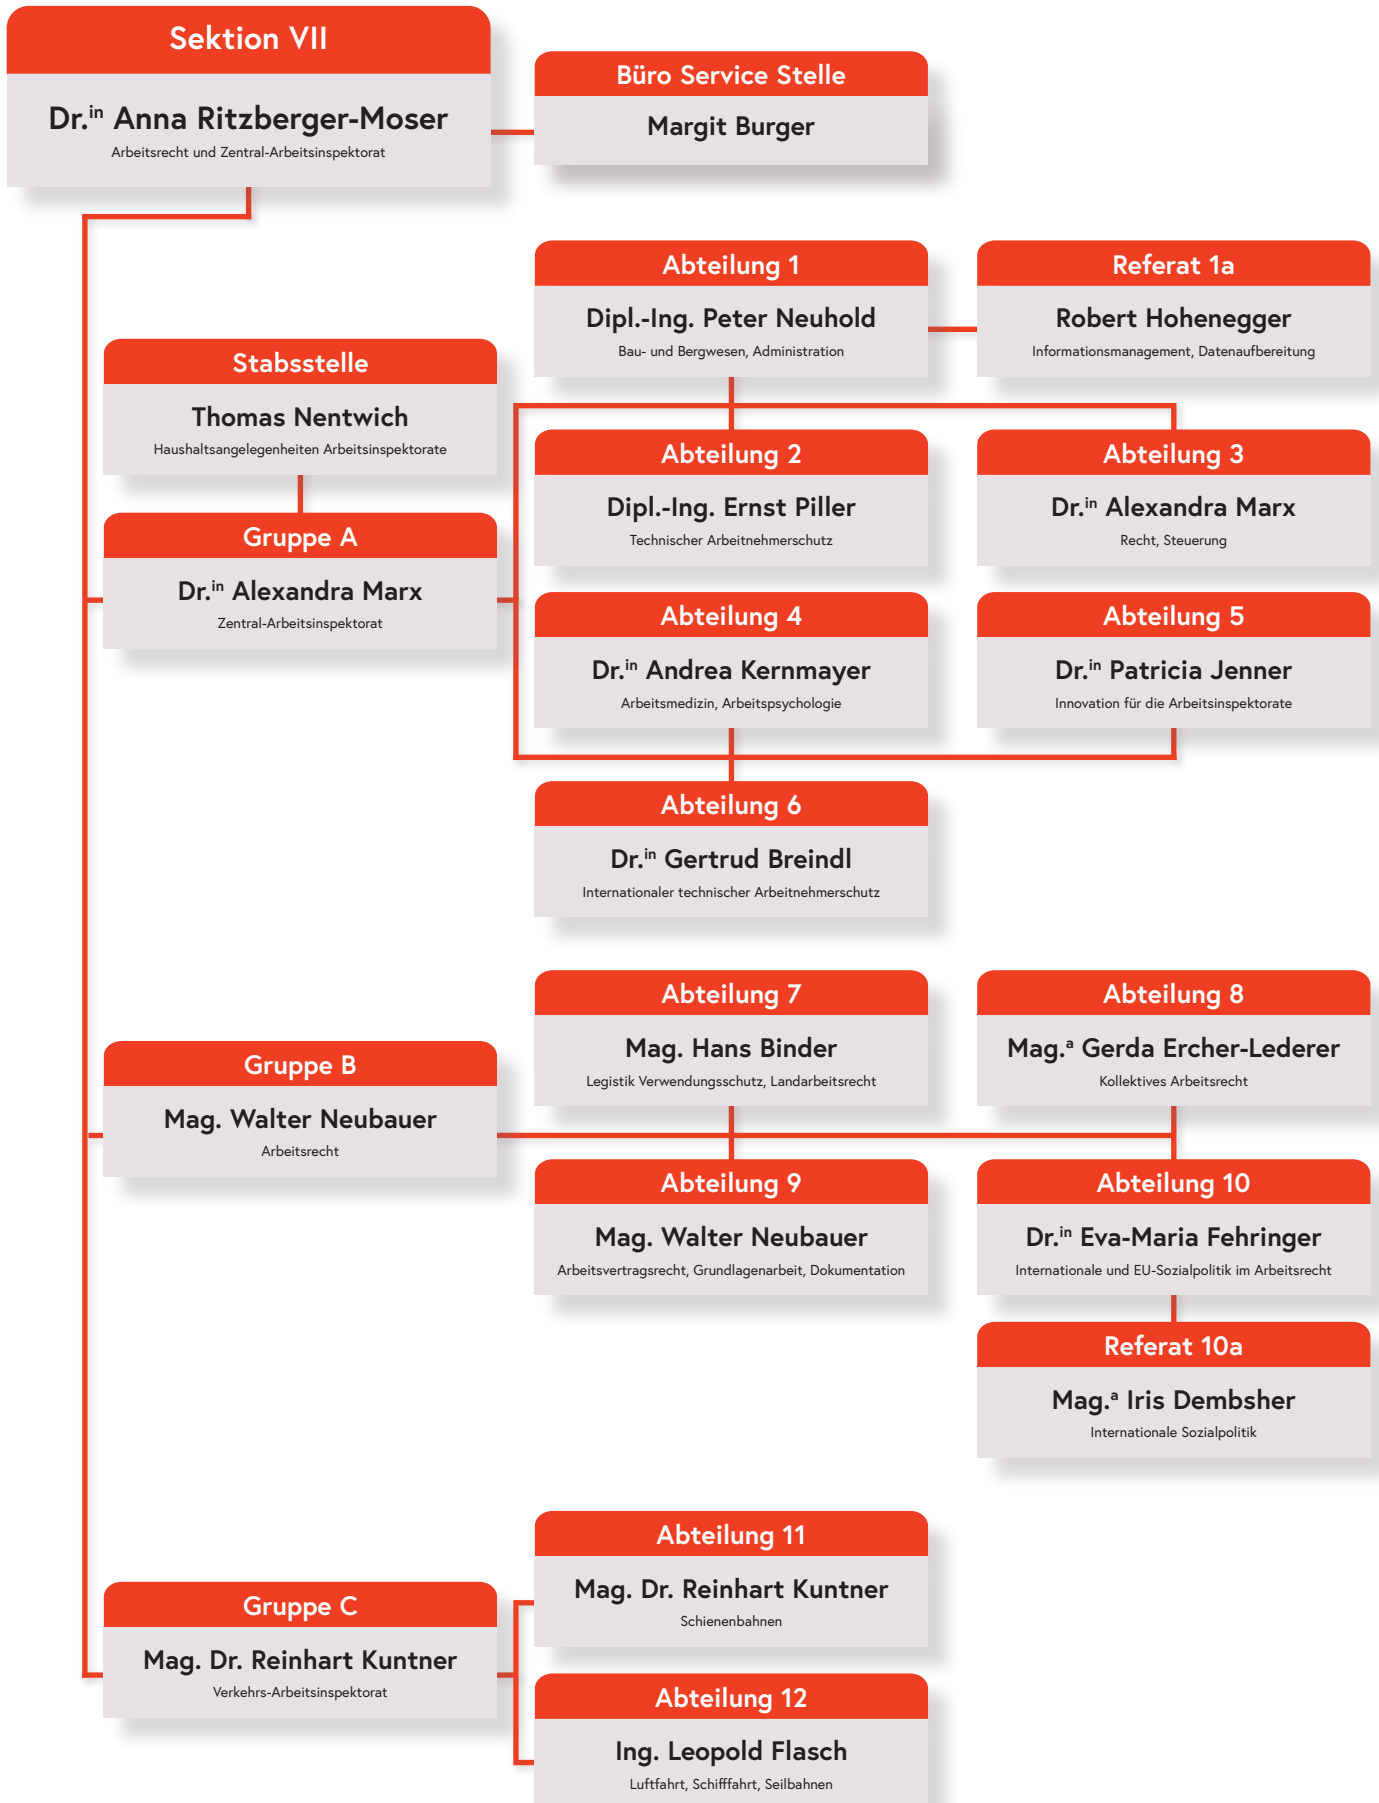 Sektion VII
Dr.in Anna Ritzberger-Moser
Arbeitsrecht und Zentral-Arbeitsinspektorat
Büro Service Stelle
Margit Burger
Abteilung 1
Dipl.-Ing. Peter Neuhold
Bau- und Bergwesen, Administration
Referat 1a
Robert Hohenegger
Informationsmanagement, Datenaufbereitung
Stabsstelle
Thomas Nentwich
Haushaltsangelegenheiten Arbeitsinspektorate
Abteilung 2
Dipl.-Ing. Ernst Piller
Technischer Arbeitnehmerschutz
Abteilung 3
Dr.in Alexandra Marx
Recht, Steuerung
Gruppe A
Dr.in Alexandra Marx
Zentral-Arbeitsinspektorat
Abteilung 4
Dr.in Andrea Kernmayer
Arbeitsmedizin, Arbeitspsychologie
Abteilung 5
Dr.in Patricia Jenner
Innovation für die Arbeitsinspektorate
Abteilung 6
Dr.in Gertrud Breindl
Internationaler technischer Arbeitnehmerschutz
Abteilung 7
Mag. Hans Binder
Legistik Verwendungsschutz, Landarbeitsrecht
Abteilung 8
Mag.a Gerda Ercher-Lederer
Kollektives Arbeitsrecht
Gruppe B
Mag. Walter Neubauer
Arbeitsrecht
Abteilung 9
Mag. Walter Neubauer
Arbeitsvertragsrecht, Grundlagenarbeit, Dokumentation
Abteilung 10
Dr.in Eva-Maria Fehringer
Internationale und EU-Sozialpolitik im Arbeitsrecht
Referat 10a
Mag.a Iris Dembsher
Internationale Sozialpolitik
Abteilung 11
Mag. Dr. Reinhart Kuntner
Schienenbahnen
Gruppe C
Mag. Dr. Reinhart Kuntner
Verkehrs-Arbeitsinspektorat
Abteilung 12
Ing. Leopold Flasch
Luftfahrt, Schifffahrt, Seilbahnen